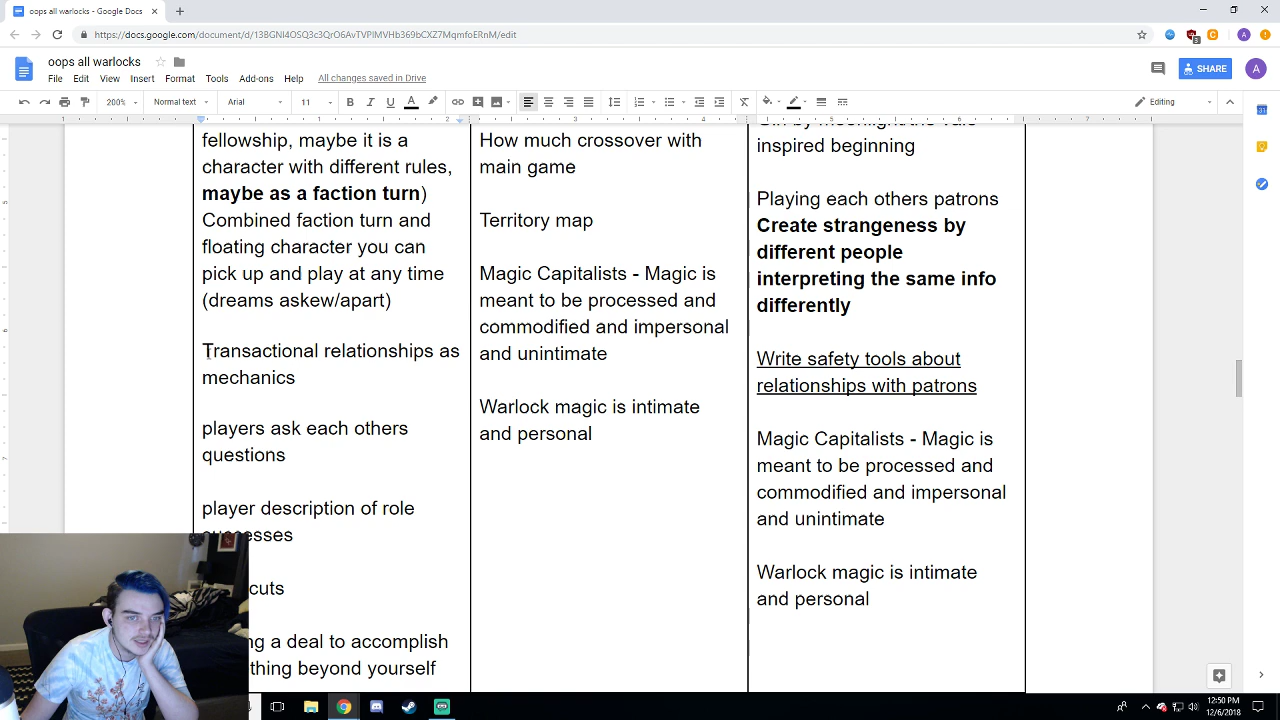 oops all warlocks - Google Docs
https://docs.google.com/document/d/13BGNI4OSQ3c3QrO6AvTVPIMVHb369bCXZ7MqmfoERnM/edit
oops all warlocks
File Edit View Insert Format Tools Add-ons Help All changes saved in Drive
SHARE
A
200% Normal text Arial 11 Editing
fellowship, maybe it is a
character with different rules,
maybe as a faction turn)
Combined faction turn and
floating character you can
pick up and play at any time
(dreams askew/apart)
Transactional relationships as
mechanics
players ask each others
questions
player description of role
cuts
a deal to accomplish
beyond yourself
How much crossover with
main game
Territory map
Magic Capitalists - Magic is
meant to be processed and
commodified and impersonal
and unintimate
Warlock magic is intimate
and personal
inspired beginning
Playing each others patrons
Create strangeness by
different people
interpreting the same info
differently
Write safety tools about
relationships with patrons
Magic Capitalists - Magic is
meant to be processed and
commodified and impersonal
and unintimate
Warlock magic is intimate
and personal
12:50 PM
12/6/2018